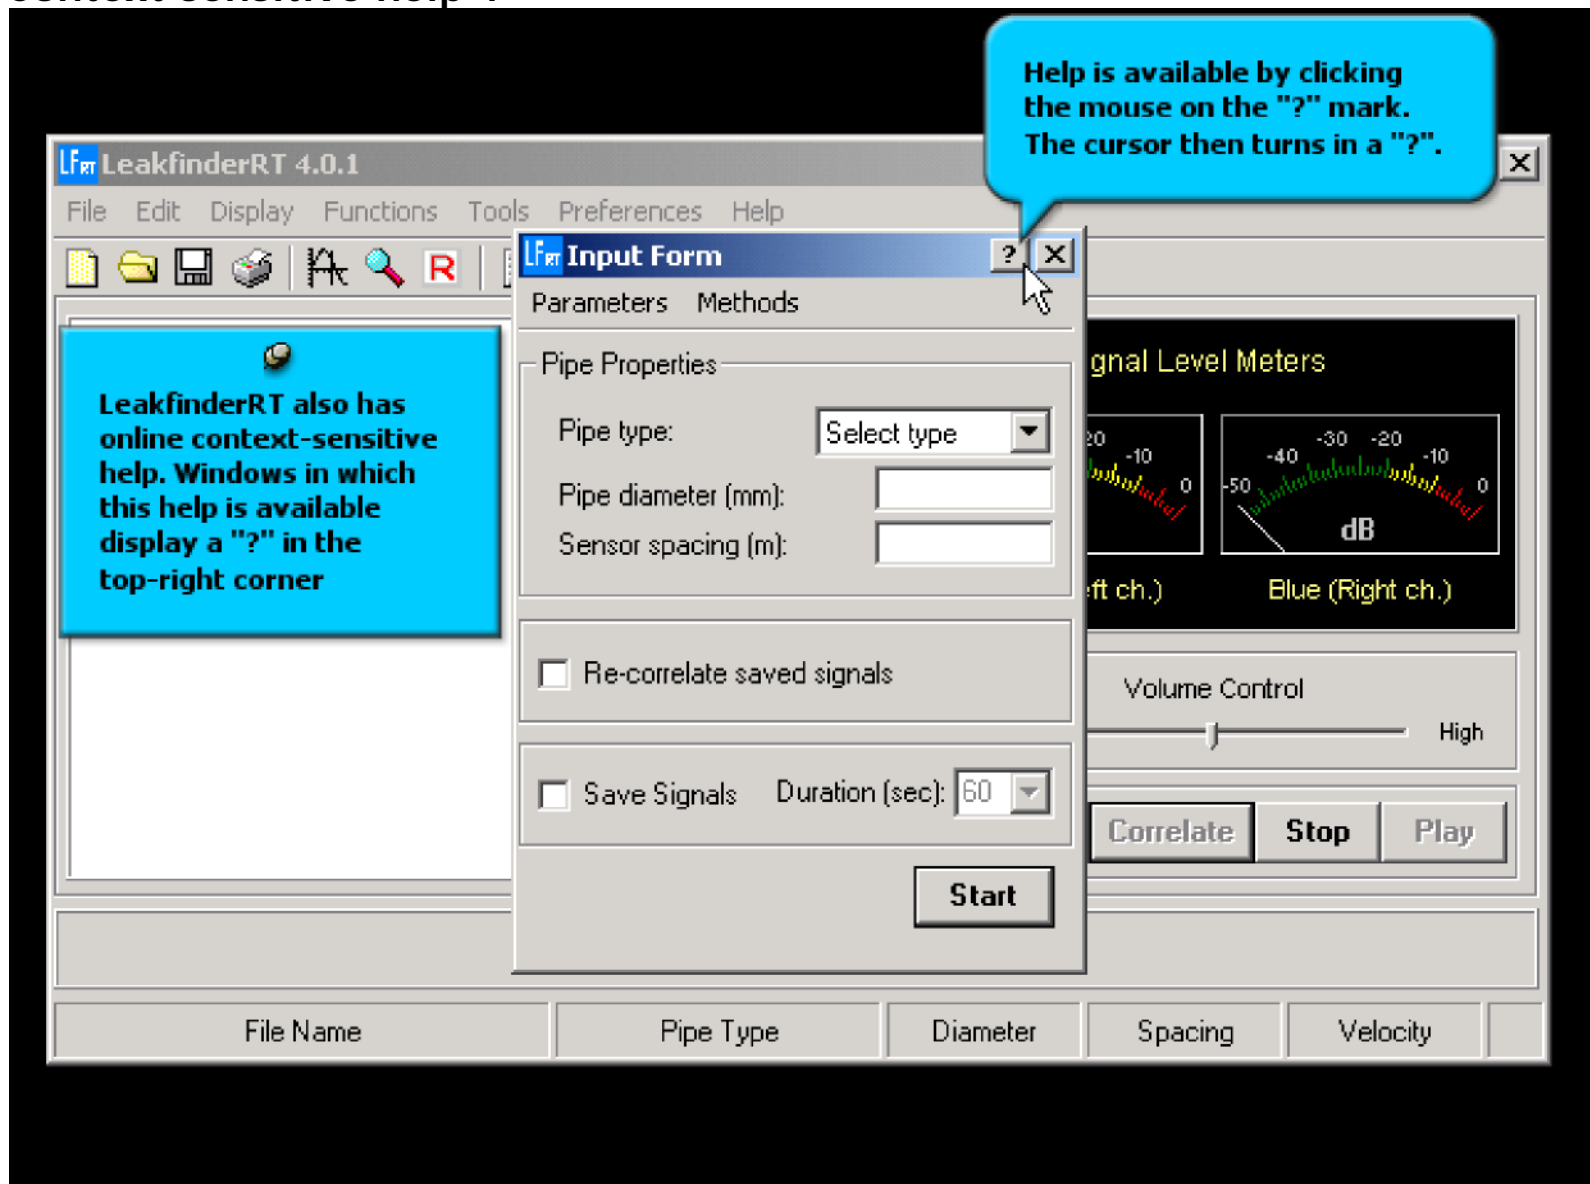 Help is available by clicking
the mouse on the "?" mark.
The cursor then turns in a "?".
LFRT LeakfinderRT 4.0.1
File Edit Display Functions Tools Preferences Help
R
LFRT Input Form ?
Parameters Methods
LeakfinderRT also has
online context-sensitive
help. Windows in which
this help is available
display a "?" in the
top-right corner
Pipe Properties
Pipe type: Select type
Pipe diameter (mm):
Sensor spacing (m):
Re-correlate saved signals
Save Signals Duration (sec): 60
Start
gnal Level Meters
-10 0
-50 -40 -30 -20 -10 0
dB
ch.) Blue (Right ch.)
Volume Control
High
Correlate Stop Play
File Name Pipe Type Diameter Spacing Velocity